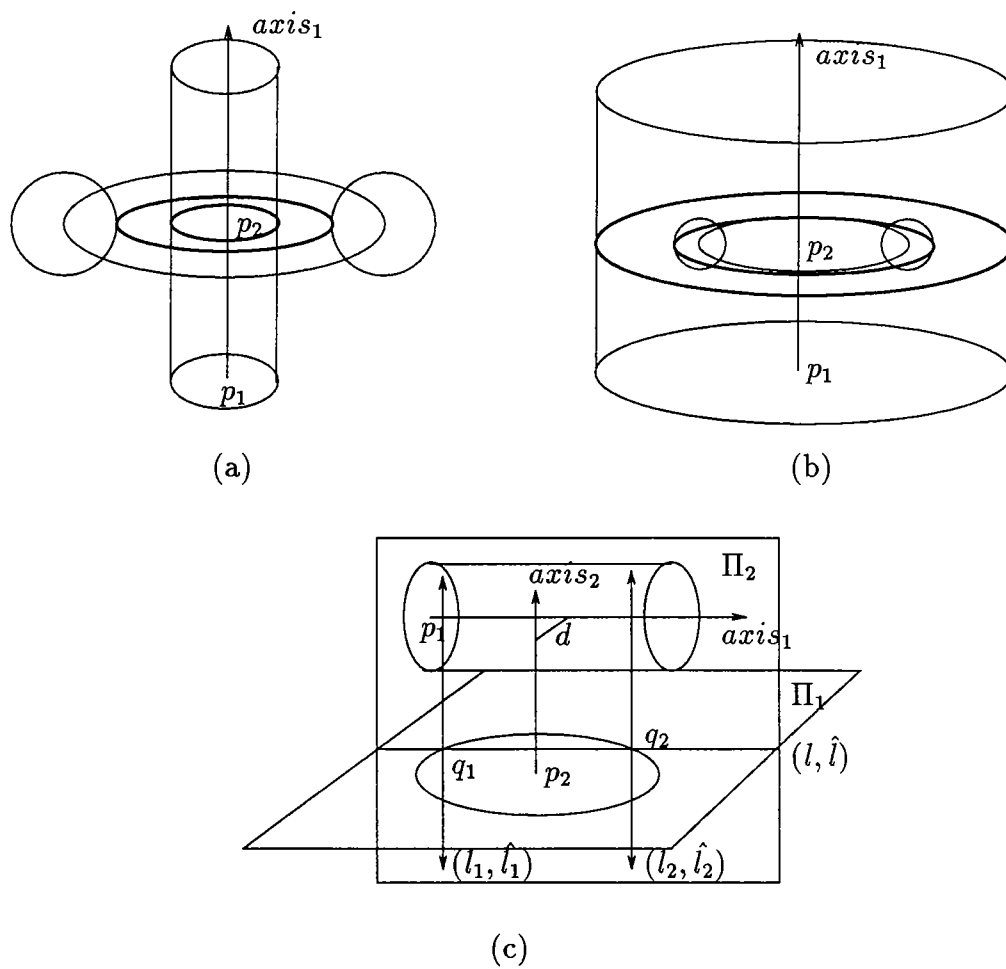 axis₁
p₂
p₁
(a)
axis₁
p₂
p₁
(b)
Π₂
axis₂
p₁
d
axis₁
Π₁
q₁
p₂
q₂
(l, l̂)
(l₁, l̂₁)
(l₂, l̂₂)
(c)